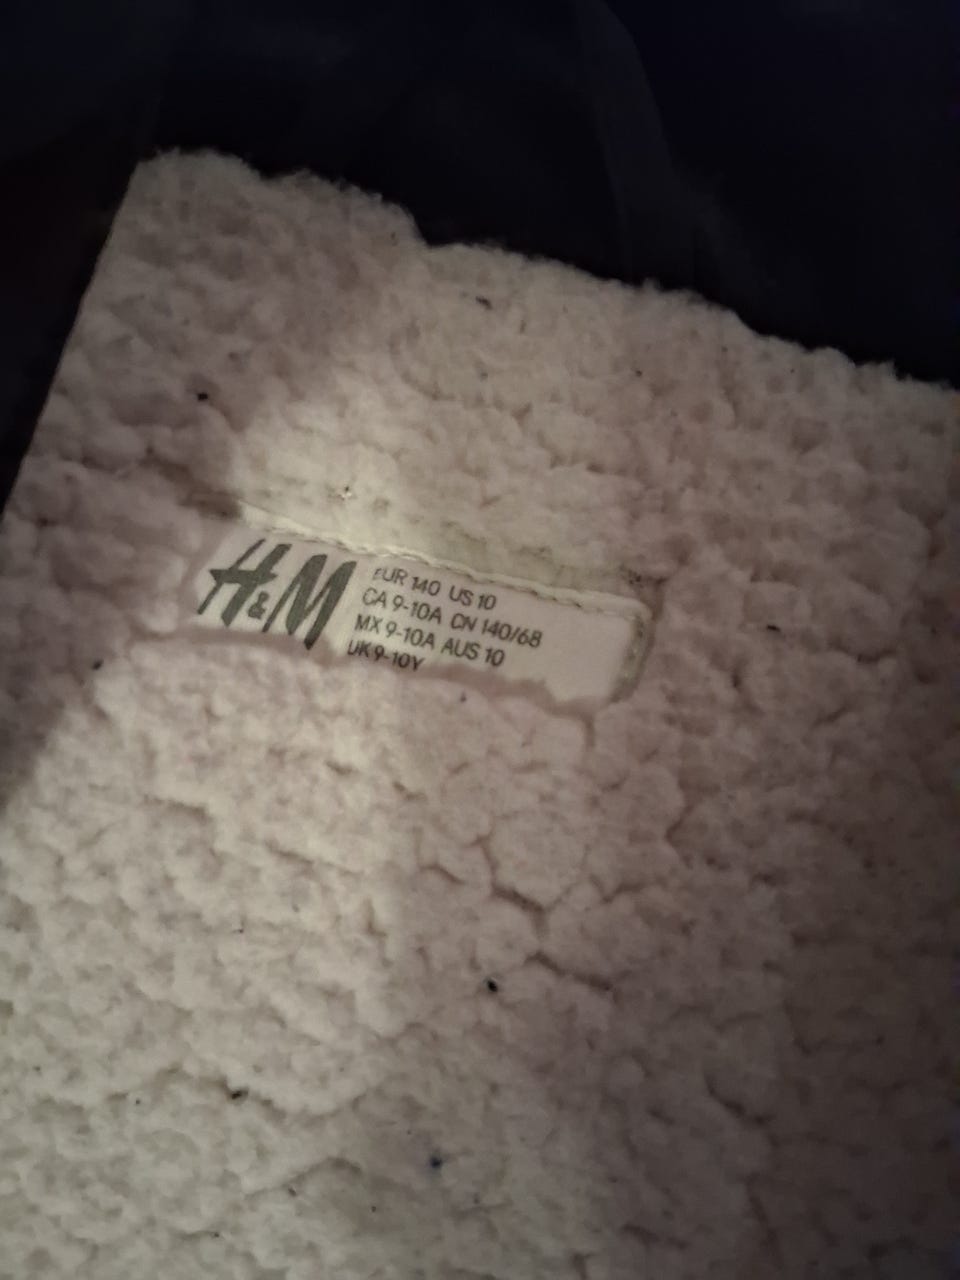 H&M
EUR 140 US 10
CA 9-10A CN 140/68
MX 9-10A AUS 10
UK 9-10Y